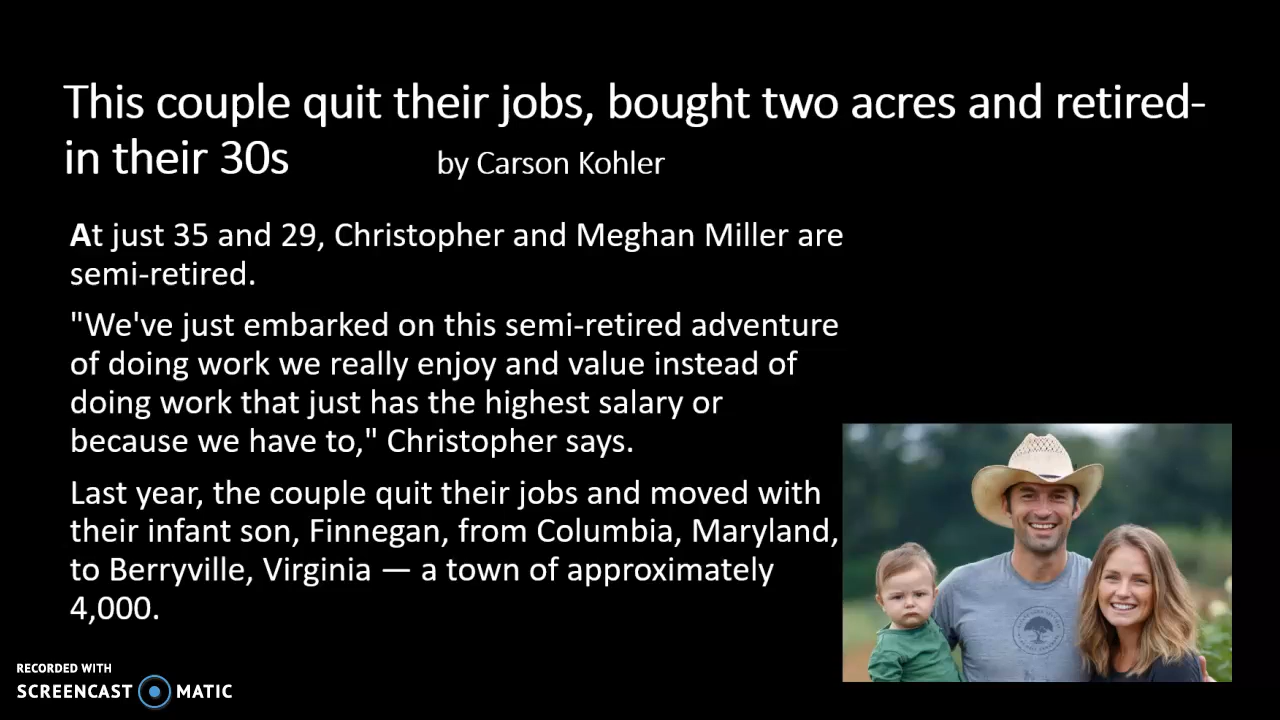 This couple quit their jobs, bought two acres and retired-
in their 30s by Carson Kohler
At just 35 and 29, Christopher and Meghan Miller are
semi-retired.
"We've just embarked on this semi-retired adventure
of doing work we really enjoy and value instead of
doing work that just has the highest salary or
because we have to," Christopher says.
Last year, the couple quit their jobs and moved with
their infant son, Finnegan, from Columbia, Maryland,
to Berryville, Virginia — a town of approximately
4,000.
RECORDED WITH
SCREENCAST MATIC